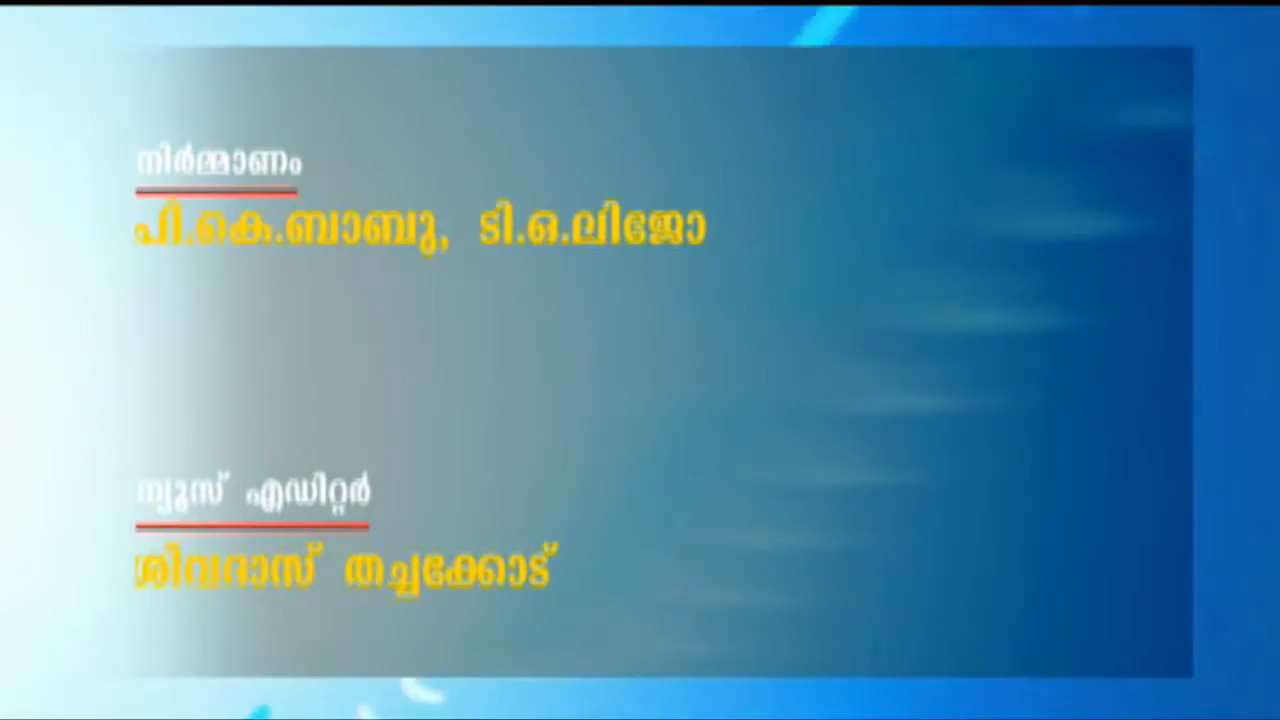 നിർമ്മാണം
പി.കെ.ബാബു, ടി.ഒ.ലിജോ
ന്യൂസ് എഡിറ്റർ
ശിവദാസ് തച്ചക്കോട്